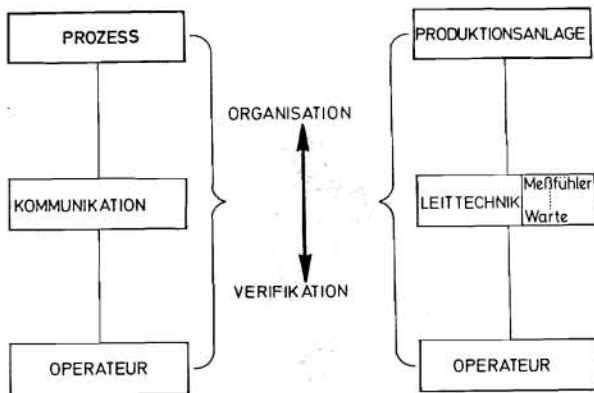 PROZESS
KOMMUNIKATION
OPERATEUR
ORGANISATION
VERIFIKATION
PRODUKTIONSANLAGE
LEITTECHNIK
Meßfühler
Warte
OPERATEUR